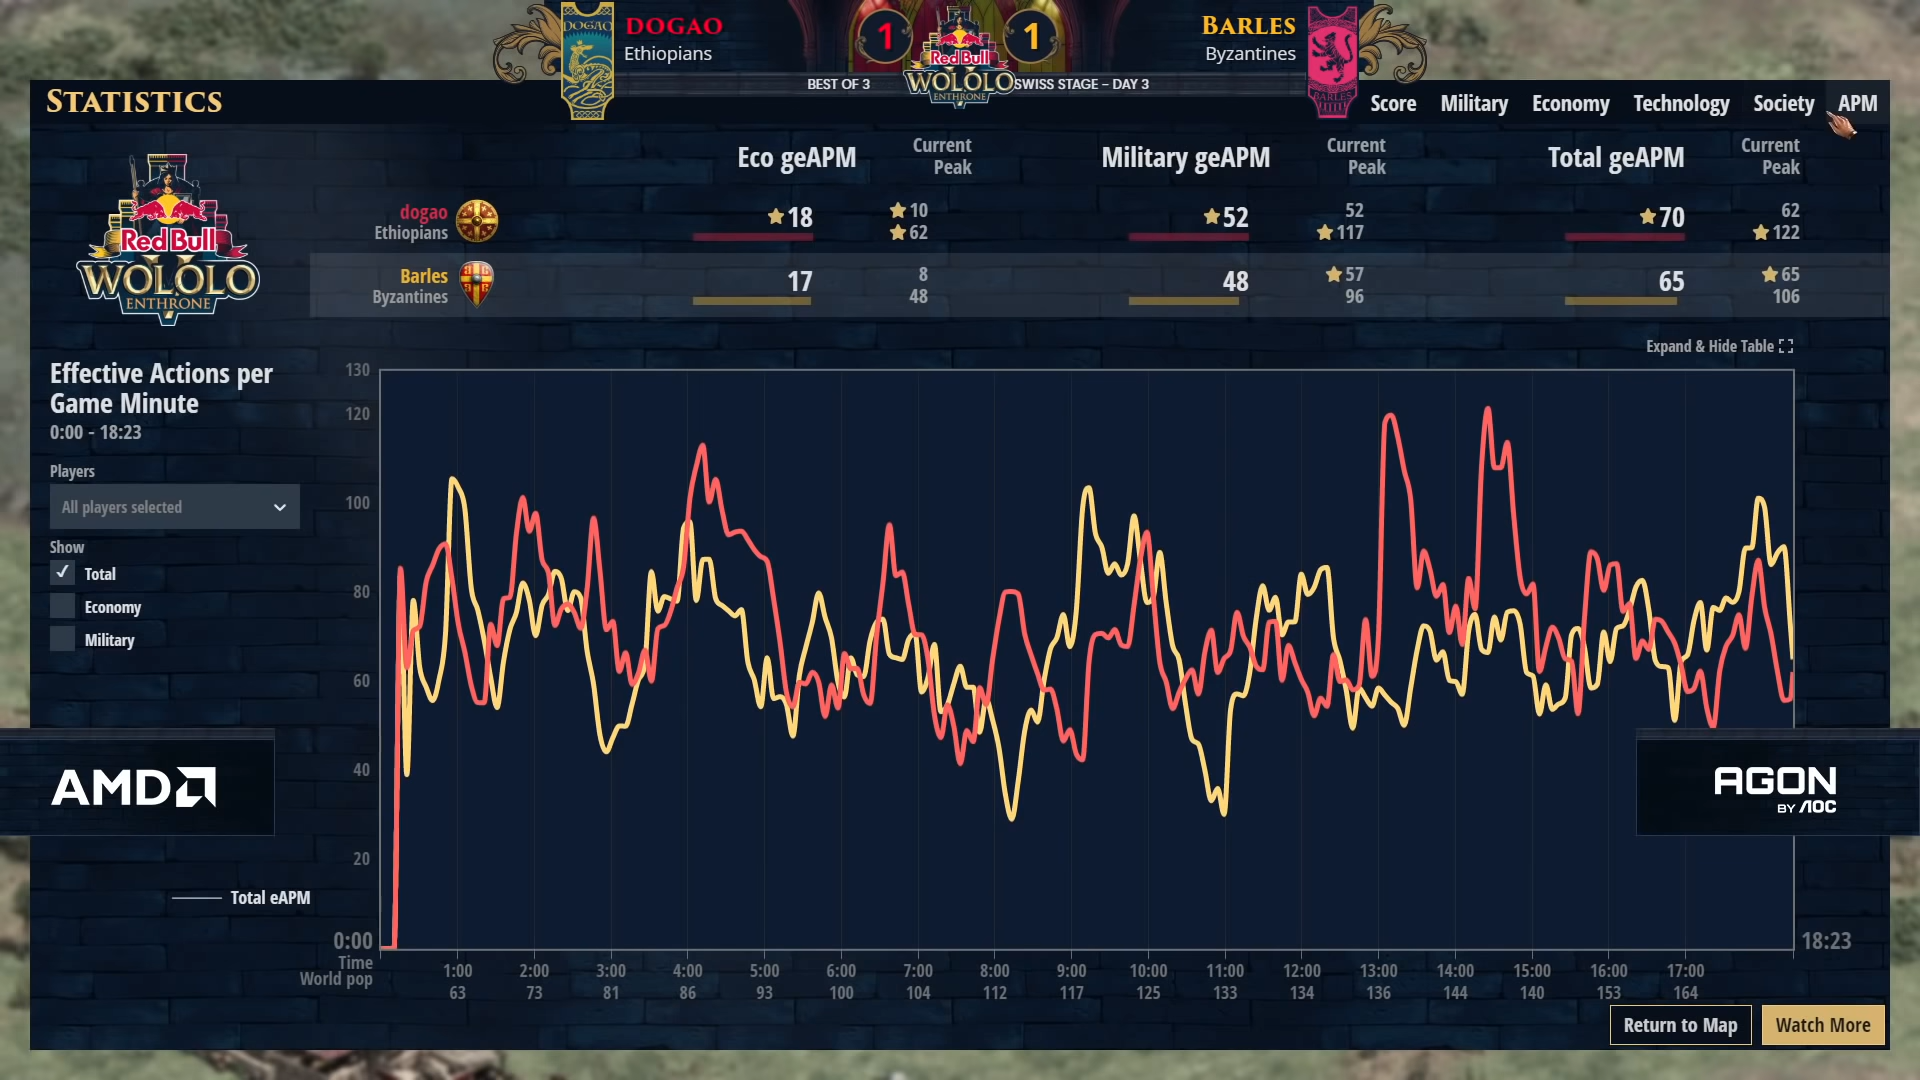 DOGAO
DOGAO
Ethiopians
1
Red Bull
WOLOLO
ENTHRONE
1
BARLES
Byzantines
BARLES
BEST OF 3
SWISS STAGE – DAY 3
STATISTICS
Score Military Economy Technology Society APM
Red Bull
WOLOLO
ENTHRONE
Eco geAPM Current Peak Military geAPM Current Peak Total geAPM Current Peak
dogao
Ethiopians
18 10 62 52 52 117 70 62 122
Barles
Byzantines
17 8 48 48 57 96 65 65 106
Expand & Hide Table
Effective Actions per
Game Minute
0:00 - 18:23
Players
All players selected
Show
Total
Economy
Military
130
120
100
80
60
40
20
AMD
AGON
BY AOC
Total eAPM
0:00
18:23
Time
1:00 2:00 3:00 4:00 5:00 6:00 7:00 8:00 9:00 10:00 11:00 12:00 13:00 14:00 15:00 16:00 17:00
World pop
63 73 81 86 93 100 104 112 117 125 133 134 136 144 140 153 164
Return to Map
Watch More